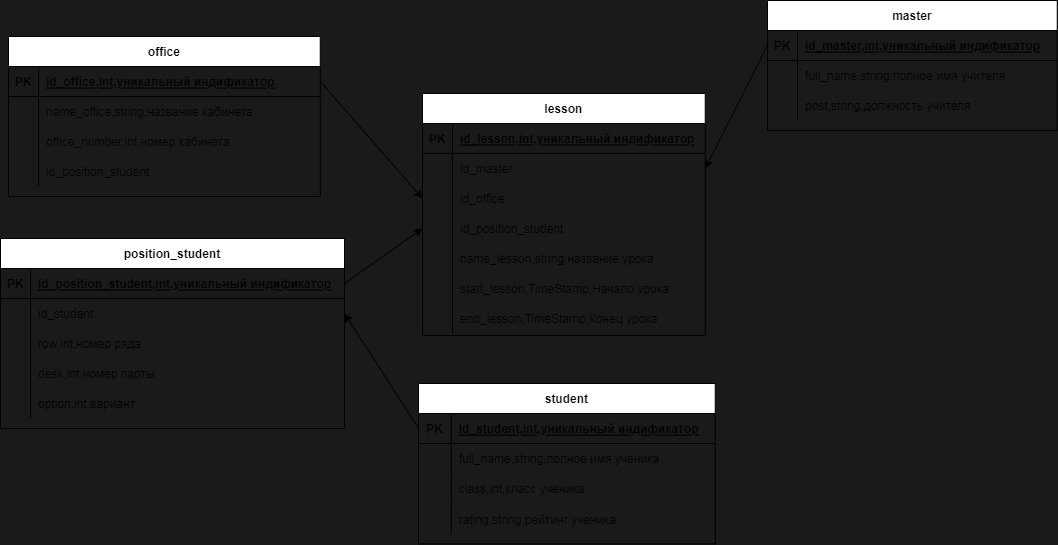 master
PK id_master,int,уникальный индификатор
full_name.string,полное имя учителя
post,string,должность учителя
office
PK id_office,int,уникальный индификатор
name_office,string,название кабинета
office_number,int,номер кабинета
id_position_student
lesson
PK id_lesson,int,уникальный индификатор
id_master
id_office
id_position_student
name_lesson,string,название урока
start_lesson,TimeStamp,Начало урока
end_lesson,TimeStamp,Конец урока
position_student
PK id_position_student,int,уникальный индификатор
id_student
row,int,номер ряда
desk,int,номер парты
option,int,вариант
student
PK id_student,int,уникальный индификатор
full_name,string,полное имя ученика
class,int,класс ученика
rating,string,рейтинг ученика